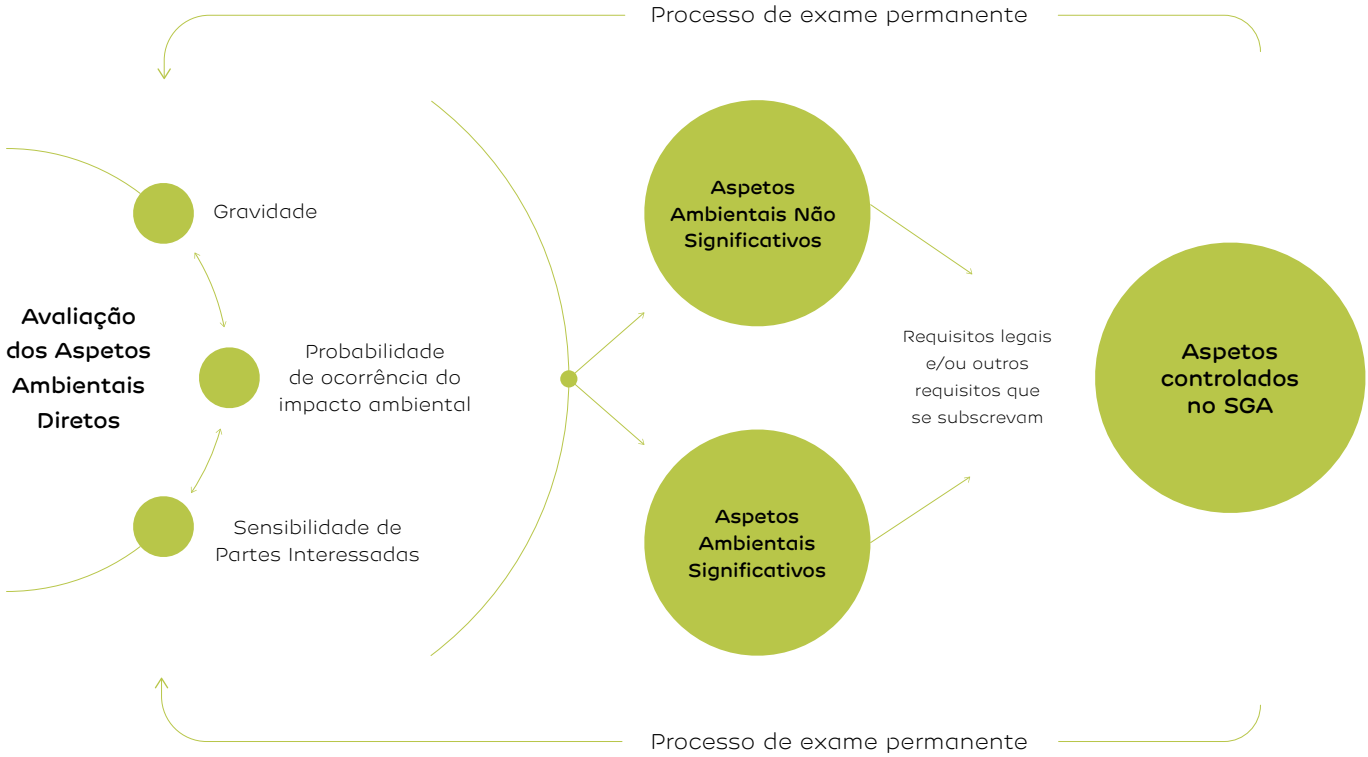 Processo de exame permanente
Avaliação
dos Aspetos
Ambientais
Diretos
Gravidade
Probabilidade
de ocorrência do
impacto ambiental
Sensibilidade de
Partes Interessadas
Aspetos
Ambientais Não
Significativos
Aspetos
Ambientais
Significativos
Requisitos legais
e/ou outros
requisitos que
se subscrevam
Aspetos
controlados
no SGA
Processo de exame permanente